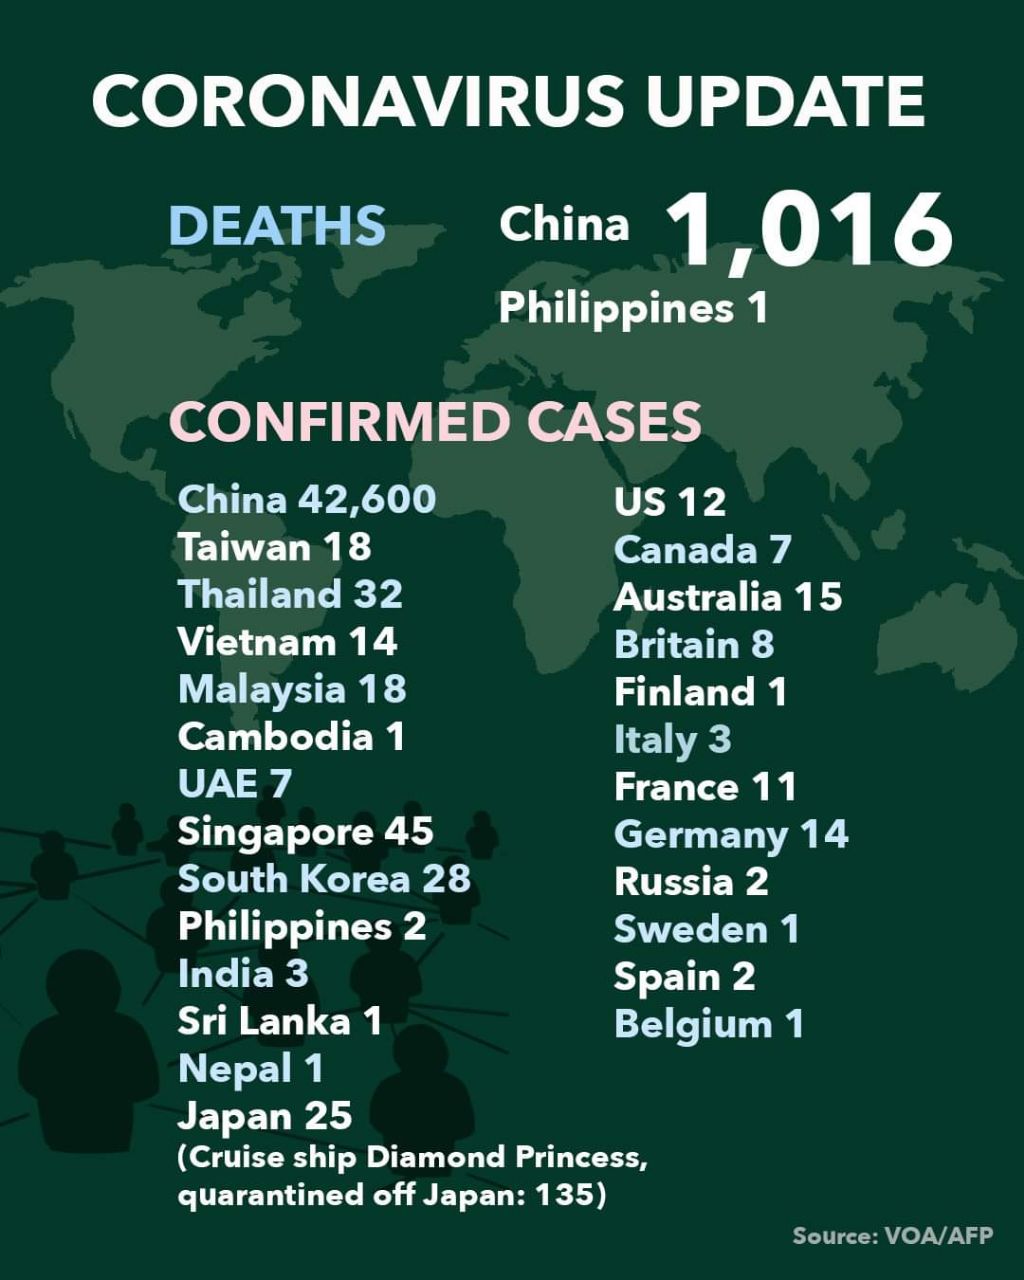 CORONAVIRUS UPDATE
DEATHS
China 1,016
Philippines 1
CONFIRMED CASES
China 42,600
Taiwan 18
Thailand 32
Vietnam 14
Malaysia 18
Cambodia 1
UAE 7
Singapore 45
South Korea 28
Philippines 2
India 3
Sri Lanka 1
Nepal 1
Japan 25
(Cruise ship Diamond Princess,
quarantined off Japan: 135)
US 12
Canada 7
Australia 15
Britain 8
Finland 1
Italy 3
France 11
Germany 14
Russia 2
Sweden 1
Spain 2
Belgium 1
Source: VOA/AFP